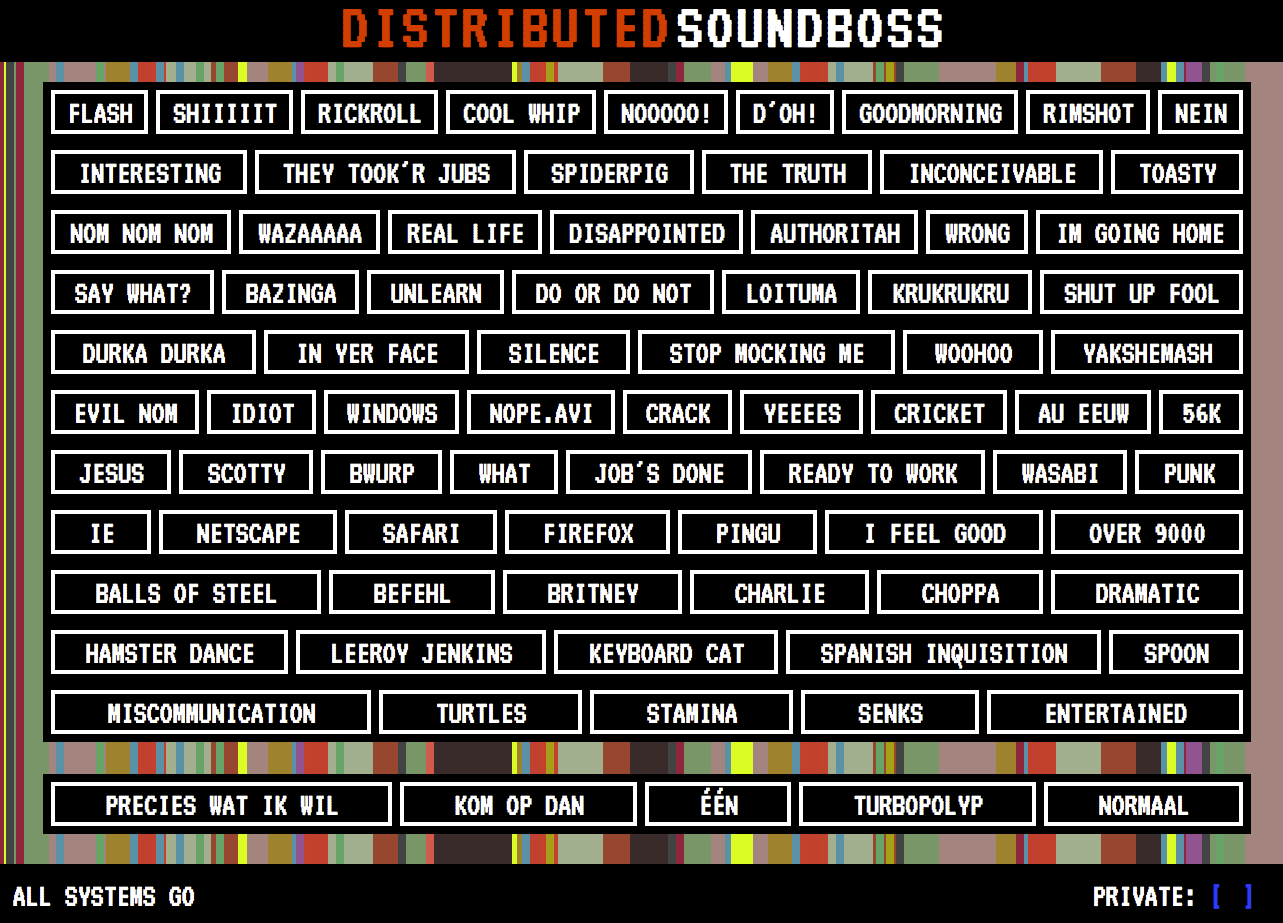 DISTRIBUTED SOUNDBOSS
FLASH SHIIIIIT RICKROLL COOL WHIP NOOOOO! D'OH! GOODMORNING RIMSHOT NEIN
INTERESTING THEY TOOK'R JUBS SPIDERPIG THE TRUTH INCONCEIVABLE TOASTY
NOM NOM NOM WAZAAAAA REAL LIFE DISAPPOINTED AUTHORITAH WRONG IM GOING HOME
SAY WHAT? BAZINGA UNLEARN DO OR DO NOT LOITUMA KRUKRUKRU SHUT UP FOOL
DURKA DURKA IN YER FACE SILENCE STOP MOCKING ME WOOHOO YAKSHEMASH
EVIL NOM IDIOT WINDOWS NOPE.AVI CRACK YEEEES CRICKET AU EEUW 56K
JESUS SCOTTY BWURP WHAT JOB'S DONE READY TO WORK WASABI PUNK
IE NETSCAPE SAFARI FIREFOX PINGU I FEEL GOOD OVER 9000
BALLS OF STEEL BEFEHL BRITNEY CHARLIE CHOPPA DRAMATIC
HAMSTER DANCE LEEROY JENKINS KEYBOARD CAT SPANISH INQUISITION SPOON
MISCOMMUNICATION TURTLES STAMINA SENKS ENTERTAINED
PRECIES WAT IK WIL KOM OP DAN ÉÉN TURBOPOLYP NORMAAL
ALL SYSTEMS GO PRIVATE: [ ]